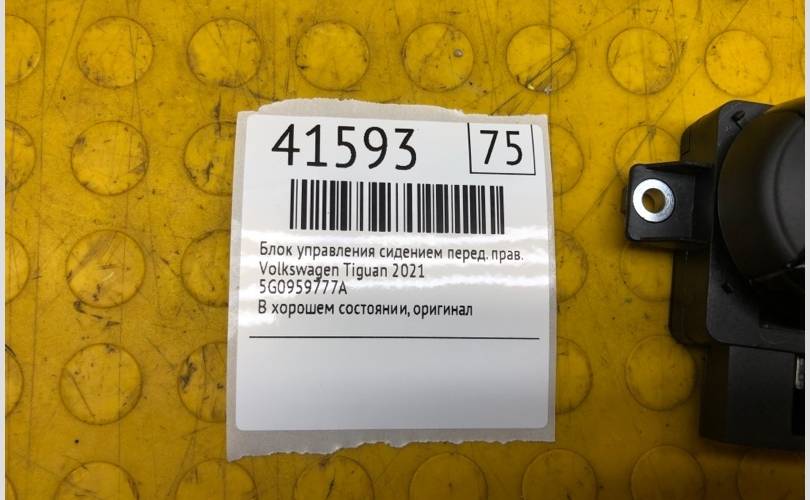 41593 75
Блок управления сидением перед. прав.
Volkswagen Tiguan 2021
5G0959777A
В хорошем состоянии, оригинал